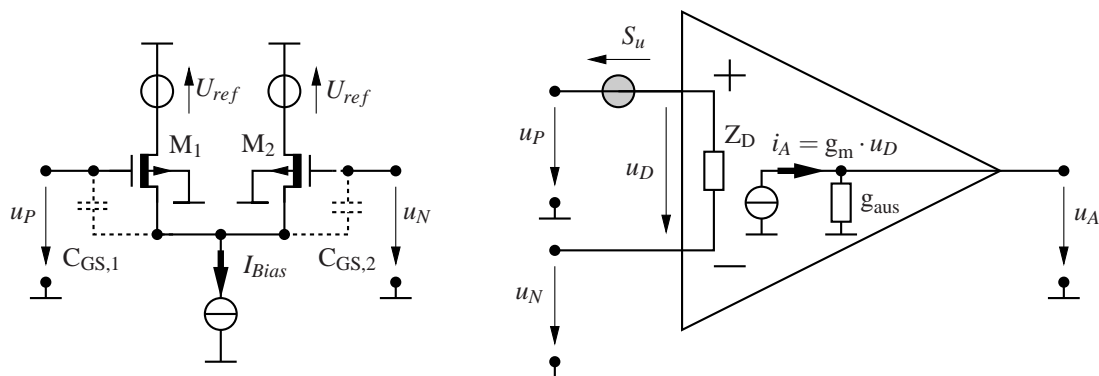 U_ref
U_ref
M_1
M_2
u_P
u_N
C_GS,1
I_Bias
C_GS,2
S_u
+
u_P
u_D
Z_D
i_A = g_m · u_D
g_aus
u_A
−
u_N